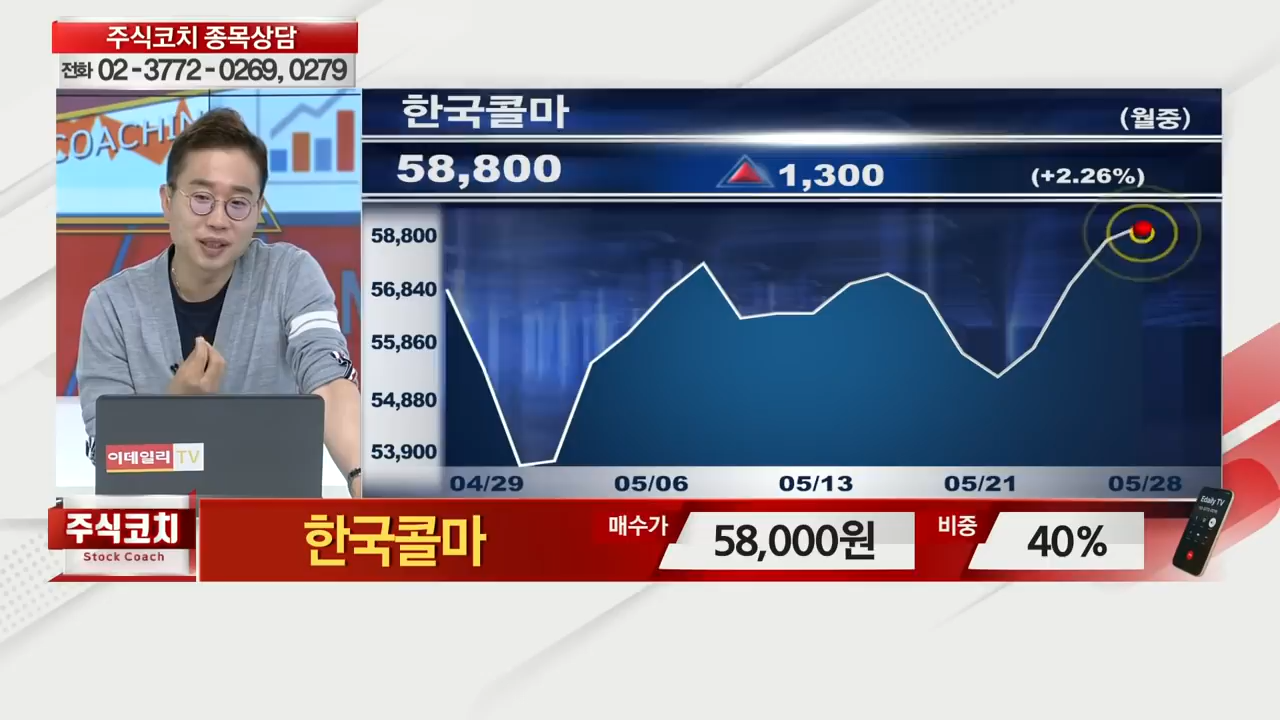 주식코치 종목상담
전화 02-3772-0269, 0279
COACHIN
한국콜마
(월중)
58,800
1,300
(+2.26%)
58,800
56,840
55,860
54,880
53,900
04/29
05/06
05/13
05/21
05/28
이데일리TV
주식코치
Stock Coach
한국콜마
매수가
58,000원
비중
40%
Edaily TV